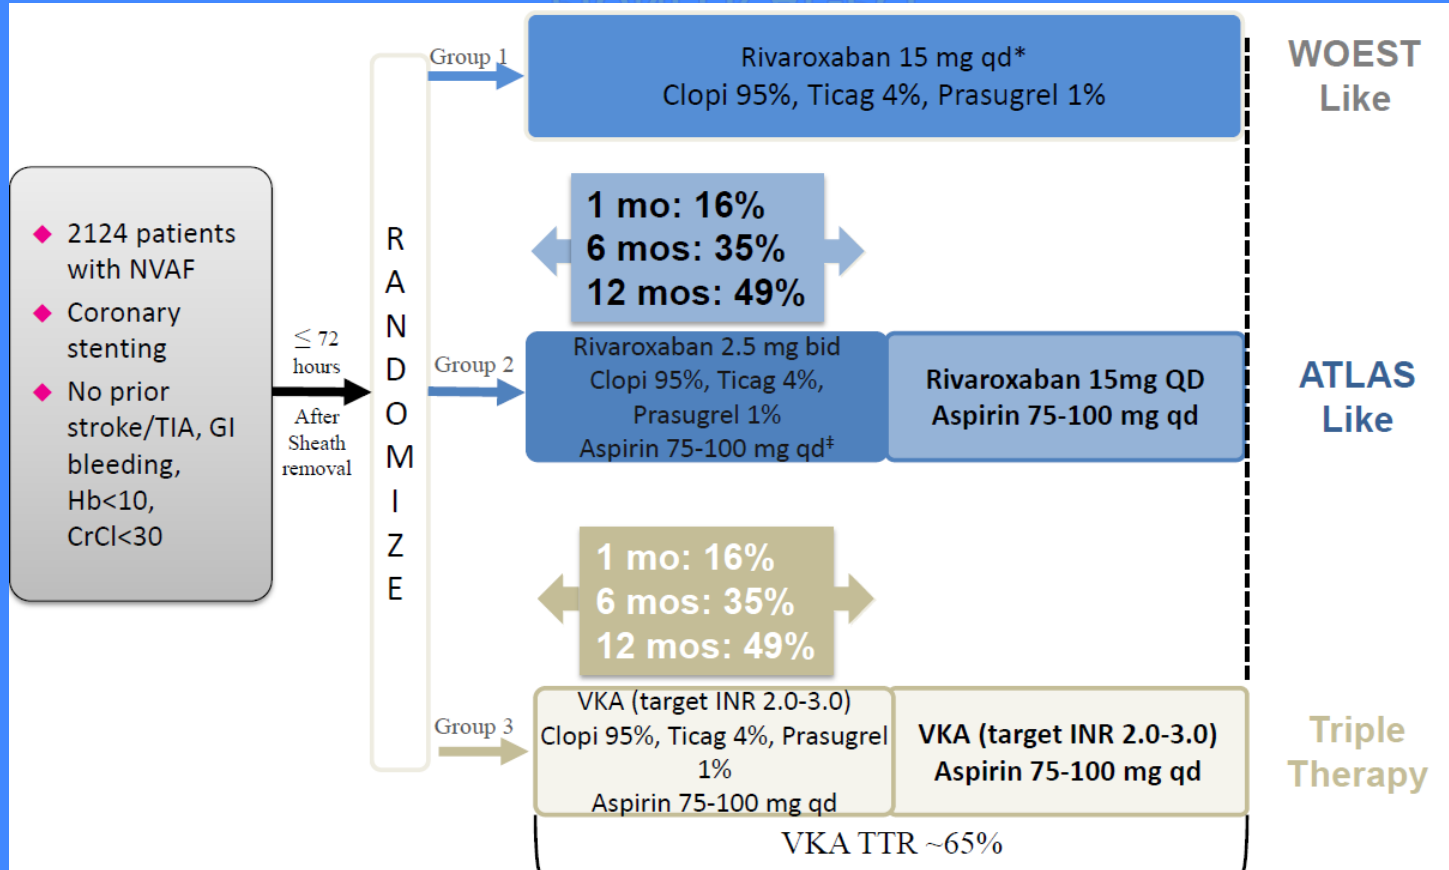 Group 1
Rivaroxaban 15 mg qd*
Clopi 95%, Ticag 4%, Prasugrel 1%
WOEST
Like
2124 patients
with NVAF
Coronary
stenting
No prior
stroke/TIA, GI
bleeding,
Hb<10,
CrCl<30
≤ 72
hours
After
Sheath
removal
R
A
N
D
O
M
I
Z
E
1 mo: 16%
6 mos: 35%
12 mos: 49%
Group 2
Rivaroxaban 2.5 mg bid
Clopi 95%, Ticag 4%,
Prasugrel 1%
Aspirin 75-100 mg qd‡
Rivaroxaban 15mg QD
Aspirin 75-100 mg qd
ATLAS
Like
1 mo: 16%
6 mos: 35%
12 mos: 49%
Group 3
VKA (target INR 2.0-3.0)
Clopi 95%, Ticag 4%, Prasugrel
1%
Aspirin 75-100 mg qd
VKA (target INR 2.0-3.0)
Aspirin 75-100 mg qd
Triple
Therapy
VKA TTR ~65%